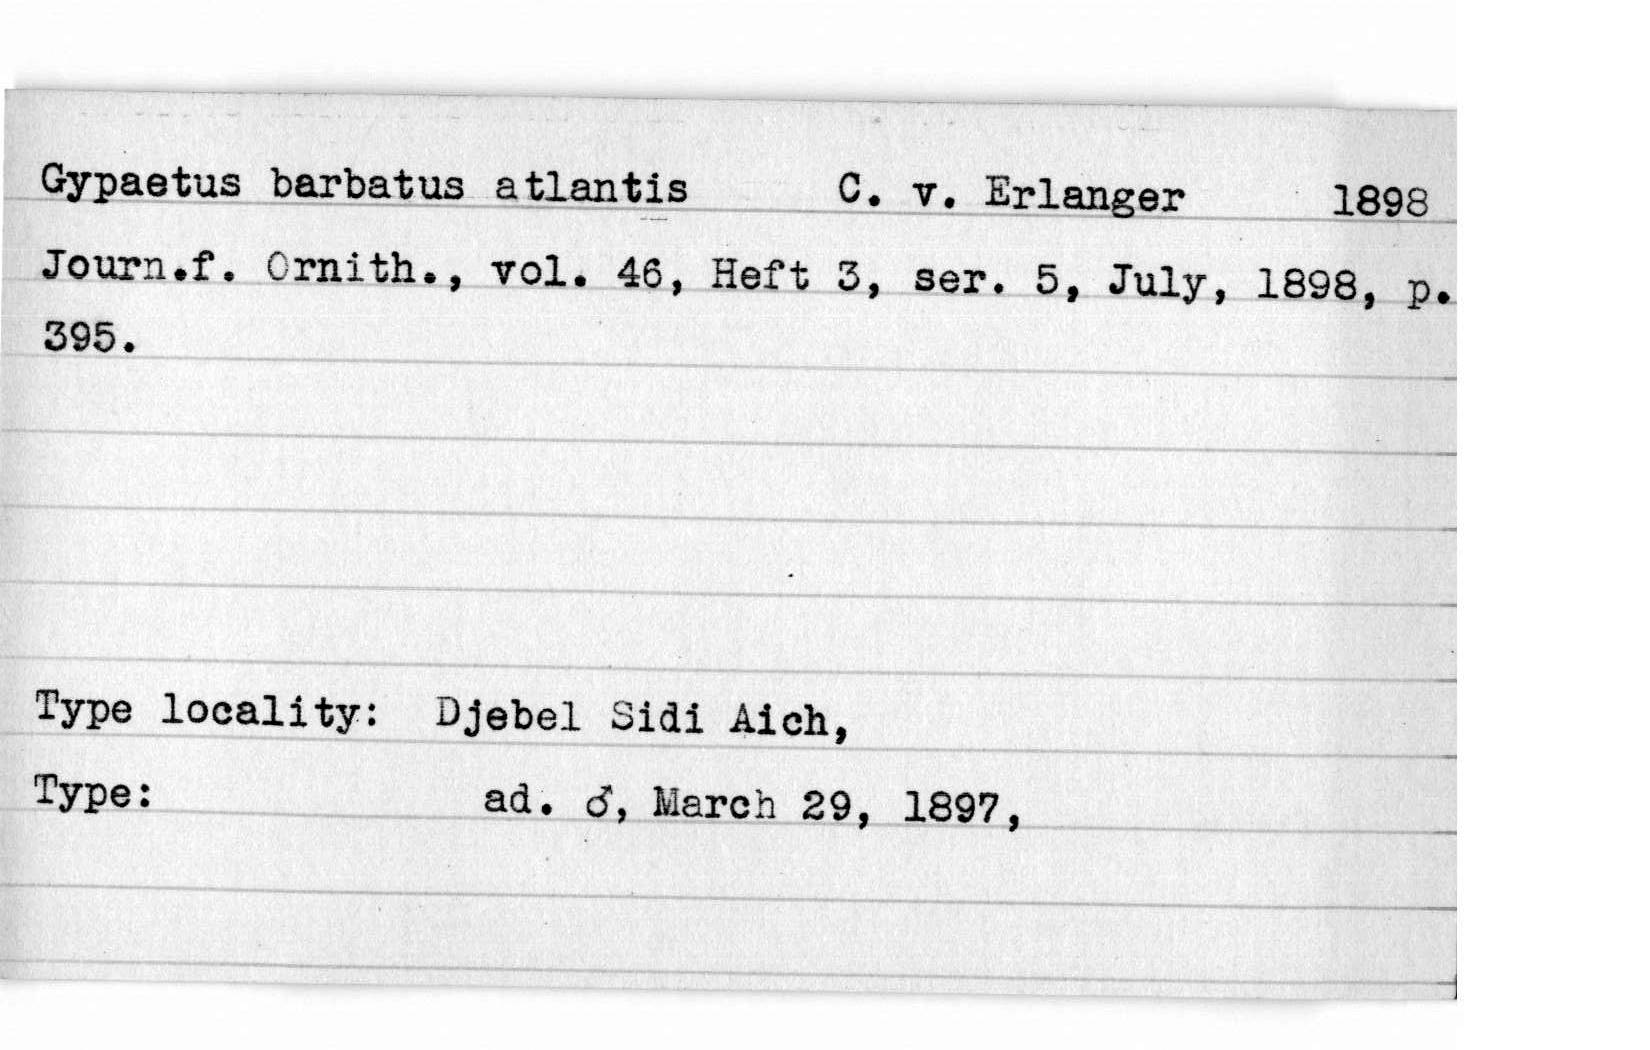 Gypaetus barbatus atlantis C. v. Erlanger 1898
Journ.f. Ornith., vol. 46, Heft 3, ser. 5, July, 1898, p.
395.
Type locality: Djebel Sidi Aich,
Type: ad. ♂, March 29, 1897,